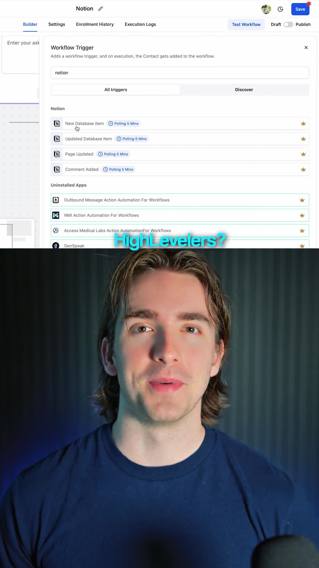 Notion
Save
Builder
Settings
Enrollment History
Execution Logs
Test Workflow
Draft
Publish
Enter your
Workflow Trigger
Adds a workflow trigger, and on execution, the Contact gets added to the workflow.
notion
All triggers
Discover
Notion
New Database Item
Polling 5 Mins
Updated Database Item
Polling 5 Mins
Page Updated
Polling 5 Mins
Comment Added
Polling 5 Mins
Uninstalled Apps
Outbound Message Action Automation For Workflows
Wait Action Automation For Workflows
Access Medical Labs Action Automation For Workflows
HighLevelers?